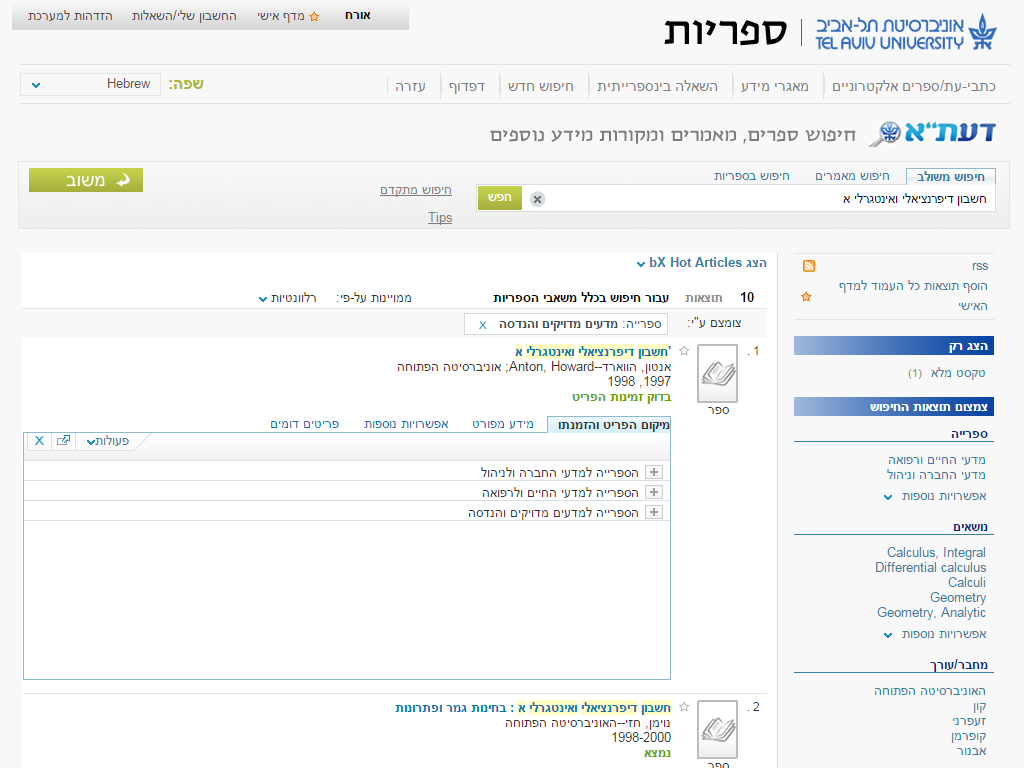 אורח
מדף אישי
החשבון שלי/השאלות
הזדהות למערכת
אוניברסיטת תל-אביב
TEL AVIV UNIVERSITY
ספריות
כתבי-עת/ספרים אלקטרוניים
מאגרי מידע
השאלה בינספרייתית
חיפוש חדש
דפדוף
עזרה
שפה:
Hebrew
דעת"א
חיפוש ספרים, מאמרים ומקורות מידע נוספים
חיפוש משולב
חיפוש מאמרים
חיפוש בספריות
חשבון דיפרנציאלי ואינטגרלי א
חפש
חיפוש מתקדם
Tips
משוב
rss
הוסף תוצאות כל העמוד למדף
האישי
הצג רק
טקסט מלא (1)
צמצום תוצאות החיפוש
ספרייה
מדעי החיים ורפואה
מדעי החברה וניהול
אפשרויות נוספות
נושאים
Calculus, Integral
Differential calculus
Calculi
Geometry
Geometry, Analytic
אפשרויות נוספות
מחבר/עורך
האוניברסיטה הפתוחה
קון
זעפרני
קופרמן
אבנור
הצג bX Hot Articles
10 תוצאות עבור חיפוש בכלל משאבי הספריות
ממויינות על-פי: רלוונטיות
צומצם ע"י: ספרייה: מדעים מדויקים והנדסה X
1.
ספר
'חשבון דיפרנציאלי ואינטגרלי א
אנטון, הווארד--Anton, Howard; אוניברסיטה הפתוחה
1997, 1998
בדוק זמינות הפריט
מיקום הפריט והזמנתו
מידע מפורט
אפשרויות נוספות
פריטים דומים
פעולות
X
הספרייה למדעי החברה ולניהול
הספרייה למדעי החיים ולרפואה
הספרייה למדעים מדויקים והנדסה
2.
ספר
חשבון דיפרנציאלי ואינטגרלי א : בחינות גמר ופתרונות
נוימן, חזי--האוניברסיטה הפתוחה
1998-2000
נמצא